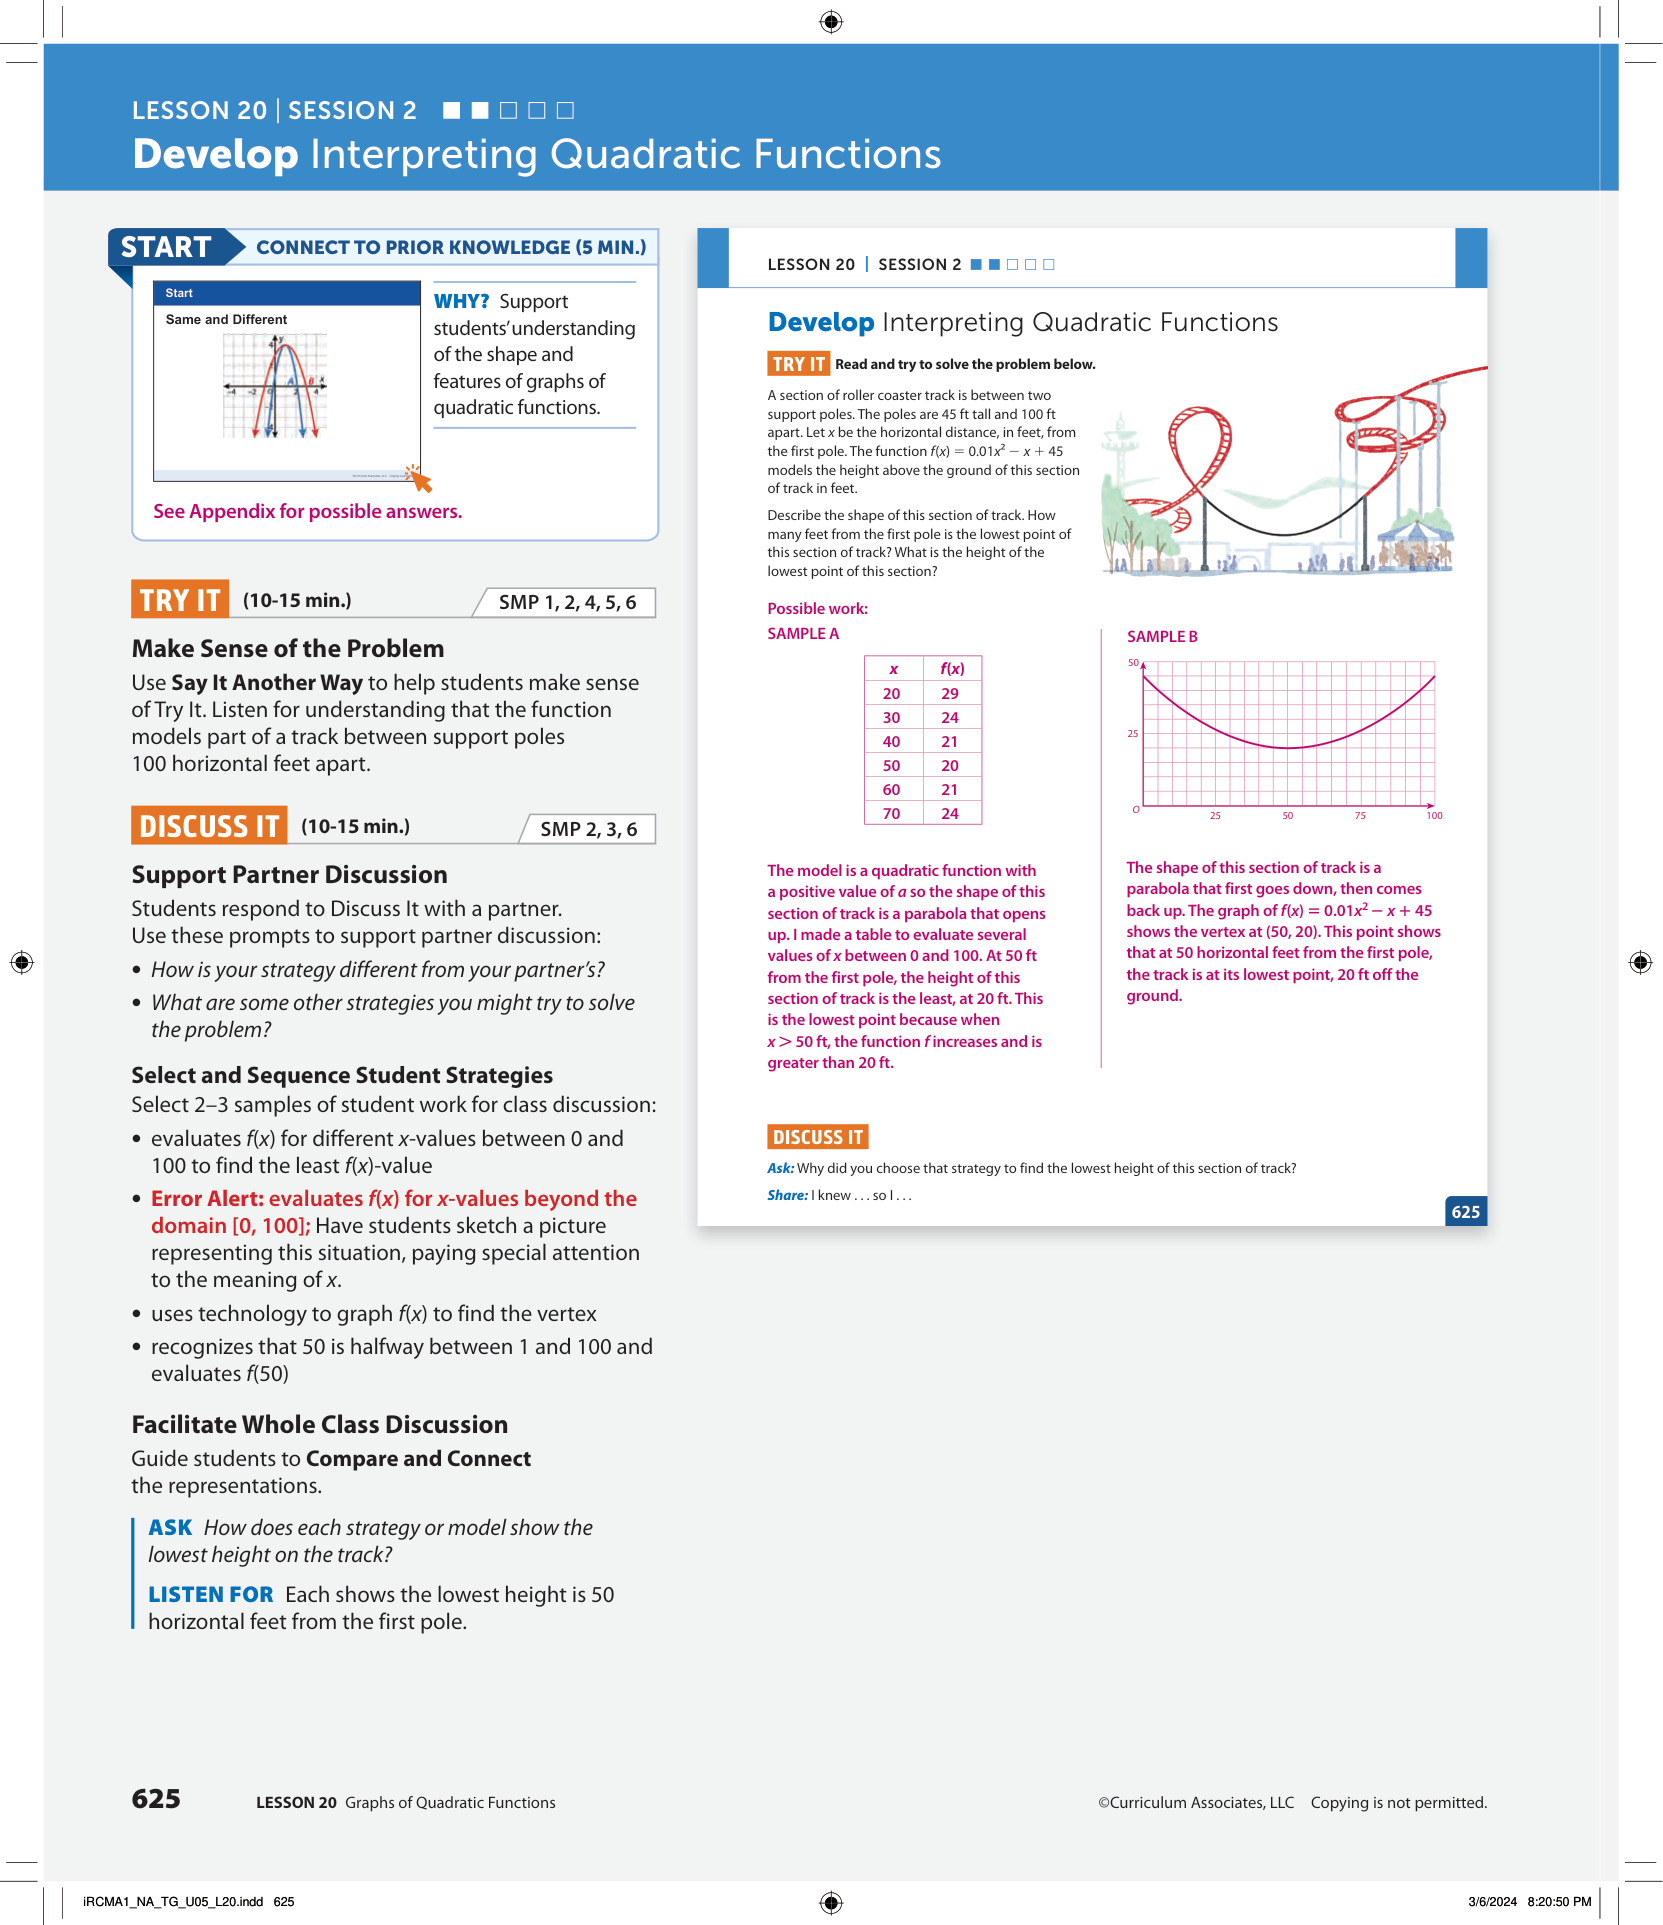 LESSON 20 | SESSION 2
Develop Interpreting Quadratic Functions
START
CONNECT TO PRIOR KNOWLEDGE (5 MIN.)
Start
Same and Different
WHY? Support
students’ understanding
of the shape and
features of graphs of
quadratic functions.
See Appendix for possible answers.
TRY IT (10-15 min.)
SMP 1, 2, 4, 5, 6
Make Sense of the Problem
Use Say It Another Way to help students make sense
of Try It. Listen for understanding that the function
models part of a track between support poles
100 horizontal feet apart.
DISCUSS IT (10-15 min.)
SMP 2, 3, 6
Support Partner Discussion
Students respond to Discuss It with a partner.
Use these prompts to support partner discussion:
• How is your strategy different from your partner’s?
• What are some other strategies you might try to solve
the problem?
Select and Sequence Student Strategies
Select 2–3 samples of student work for class discussion:
• evaluates f(x) for different x-values between 0 and
100 to find the least f(x)-value
• Error Alert: evaluates f(x) for x-values beyond the
domain [0, 100]; Have students sketch a picture
representing this situation, paying special attention
to the meaning of x.
• uses technology to graph f(x) to find the vertex
• recognizes that 50 is halfway between 1 and 100 and
evaluates f(50)
Facilitate Whole Class Discussion
Guide students to Compare and Connect
the representations.
ASK How does each strategy or model show the
lowest height on the track?
LISTEN FOR Each shows the lowest height is 50
horizontal feet from the first pole.
LESSON 20 | SESSION 2
Develop Interpreting Quadratic Functions
TRY IT Read and try to solve the problem below.
A section of roller coaster track is between two
support poles. The poles are 45 ft tall and 100 ft
apart. Let x be the horizontal distance, in feet, from
the first pole. The function f(x) = 0.01x² − x + 45
models the height above the ground of this section
of track in feet.
Describe the shape of this section of track. How
many feet from the first pole is the lowest point of
this section of track? What is the height of the
lowest point of this section?
Possible work:
SAMPLE A
x f(x)
20 29
30 24
40 21
50 20
60 21
70 24
The model is a quadratic function with
a positive value of a so the shape of this
section of track is a parabola that opens
up. I made a table to evaluate several
values of x between 0 and 100. At 50 ft
from the first pole, the height of this
section of track is the least, at 20 ft. This
is the lowest point because when
x > 50 ft, the function f increases and is
greater than 20 ft.
SAMPLE B
50
25
O
25 50 75 100
The shape of this section of track is a
parabola that first goes down, then comes
back up. The graph of f(x) = 0.01x² − x + 45
shows the vertex at (50, 20). This point shows
that at 50 horizontal feet from the first pole,
the track is at its lowest point, 20 ft off the
ground.
DISCUSS IT
Ask: Why did you choose that strategy to find the lowest height of this section of track?
Share: I knew . . . so I . . .
625
625
LESSON 20 Graphs of Quadratic Functions
©Curriculum Associates, LLC Copying is not permitted.
iRCMA1_NA_TG_U05_L20.indd 625
3/6/2024 8:20:50 PM